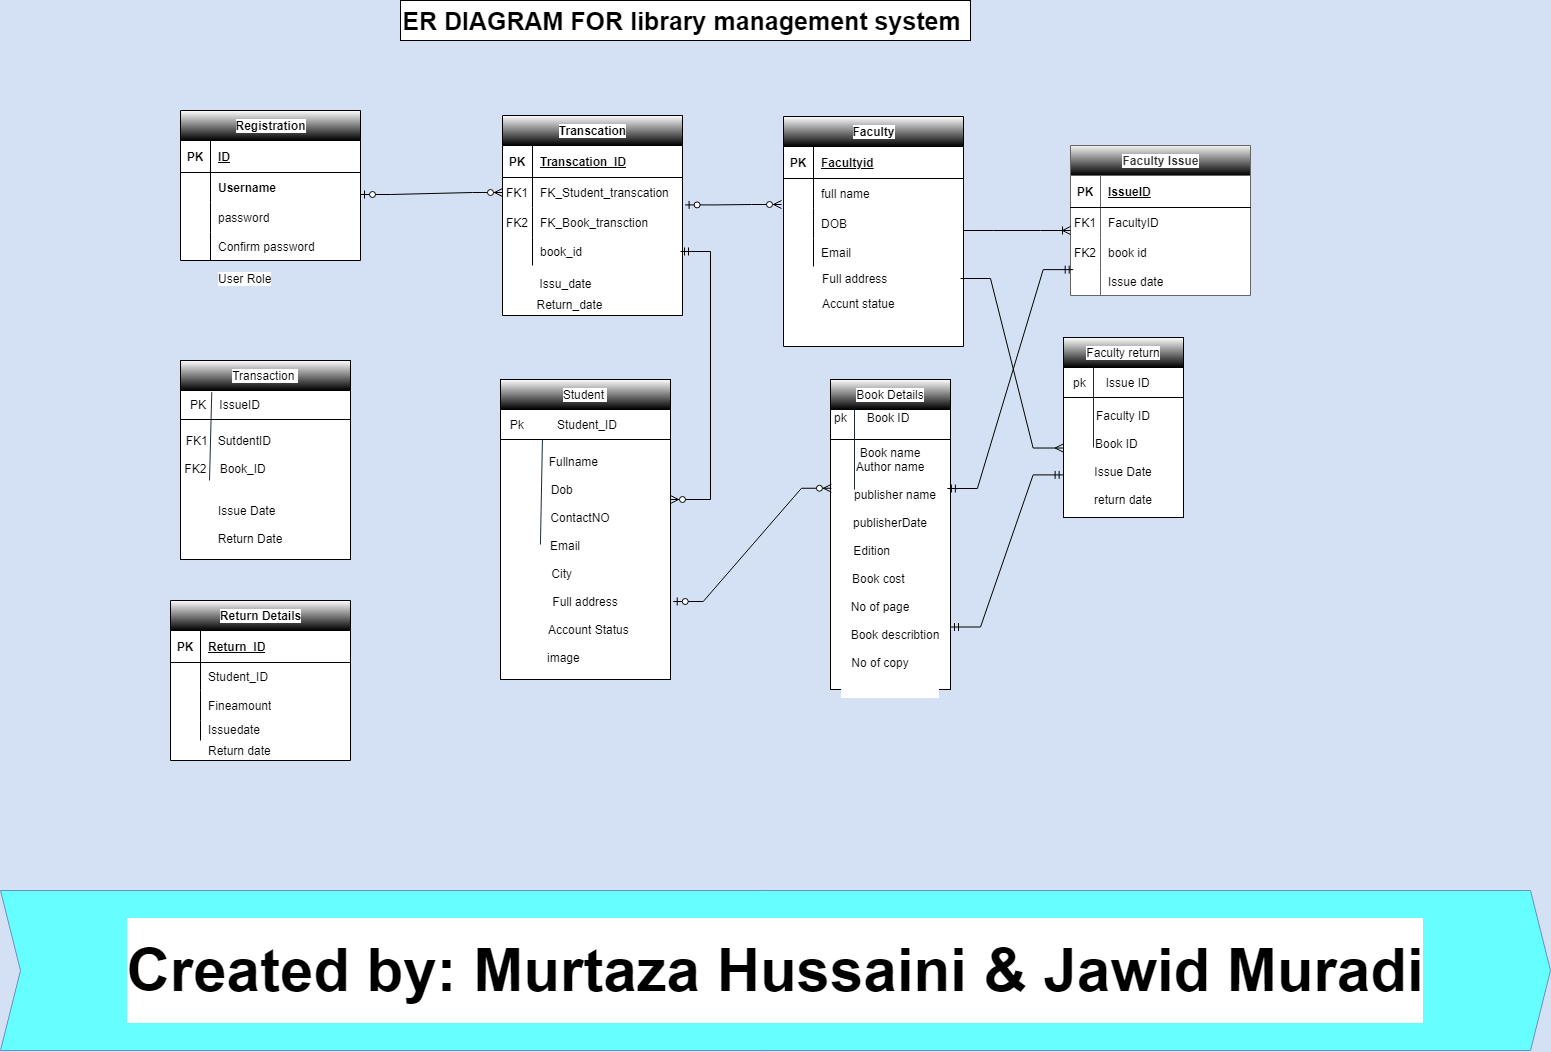 ER DIAGRAM FOR library management system
Registration
PK ID
Username
password
Confirm password
User Role
Transcation
PK Transcation_ID
FK1 FK_Student_transcation
FK2 FK_Book_transction
book_id
Issu_date
Return_date
Faculty
PK Facultyid
full name
DOB
Email
Full address
Accunt statue
Faculty Issue
PK IssueID
FK1 FacultyID
FK2 book id
Issue date
Transaction
PK IssueID
FK1 SutdentID
FK2 Book_ID
Issue Date
Return Date
Student
Pk Student_ID
Fullname
Dob
ContactNO
Email
City
Full address
Account Status
image
Book Details
pk Book ID
Book name
Author name
publisher name
publisherDate
Edition
Book cost
No of page
Book describtion
No of copy
Faculty return
pk Issue ID
Faculty ID
Book ID
Issue Date
return date
Return Details
PK Return_ID
Student_ID
Fineamount
Issuedate
Return date
Created by: Murtaza Hussaini & Jawid Muradi